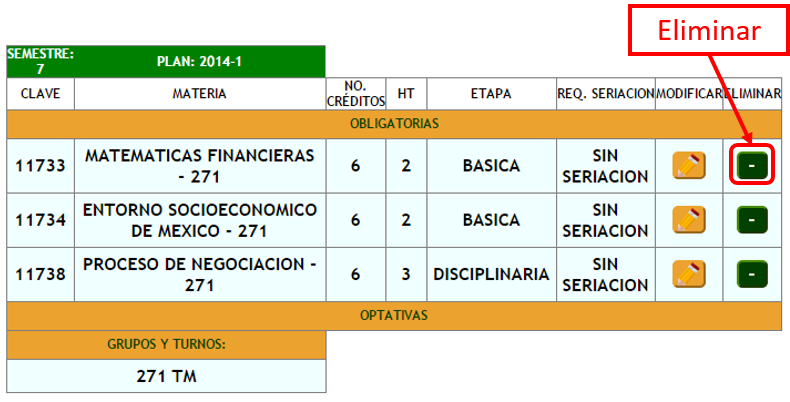 Eliminar
SEMESTRE:
7
PLAN: 2014-1
CLAVE MATERIA NO. CRÉDITOS HT ETAPA REQ. SERIACION MODIFICAR ELIMINAR
OBLIGATORIAS
11733 MATEMATICAS FINANCIERAS - 271 6 2 BASICA SIN SERIACION -
11734 ENTORNO SOCIOECONOMICO DE MEXICO - 271 6 2 BASICA SIN SERIACION -
11738 PROCESO DE NEGOCIACION - 271 6 3 DISCIPLINARIA SIN SERIACION -
OPTATIVAS
GRUPOS Y TURNOS:
271 TM